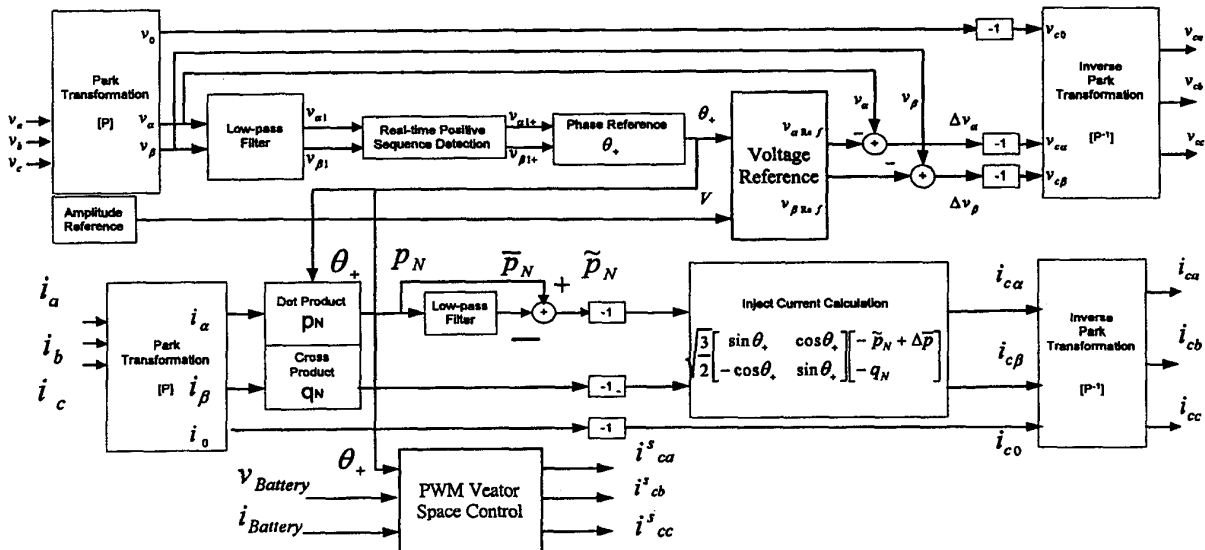 v_0
-1
v_c0
v_ca
Park
Transformation
[P]
v_a
v_b
v_c
v_α
v_β
Low-pass
Filter
v_α1
v_β1
Real-time Positive
Sequence Detection
v_α1+
v_β1+
Phase Reference
θ_+
θ_+
v_α Ref
Voltage
Reference
v_β Ref
v_α
v_β
−
+
−
+
Δv_α
Δv_β
-1
-1
v_cα
v_cβ
Inverse
Park
Transformation
[P⁻¹]
v_cb
v_cc
Amplitude
Reference
V
i_a
i_b
i_c
Park
Transformation
[P]
i_α
i_β
i_0
θ_+
Dot Product
p_N
Cross
Product
q_N
p_N
p̅_N
+
p̃_N
Low-pass
Filter
−
+
-1
-1
-1
Inject Current Calculation
√(3/2) [ sinθ_+ cosθ_+ ] [ − p̃_N + Δp̅ ]
[ −cosθ_+ sinθ_+ ] [ − q_N ]
i_cα
i_cβ
i_c0
Inverse
Park
Transformation
[P⁻¹]
i_ca
i_cb
i_cc
θ_+
v_Battery
i_Battery
PWM Veator
Space Control
i^s_ca
i^s_cb
i^s_cc